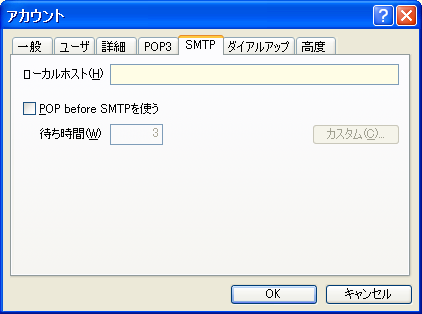 アカウント
一般 ユーザ 詳細 POP3 SMTP ダイアルアップ 高度
ローカルホスト(H)
POP before SMTPを使う
待ち時間(W) 3 カスタム(C)...
OK キャンセル